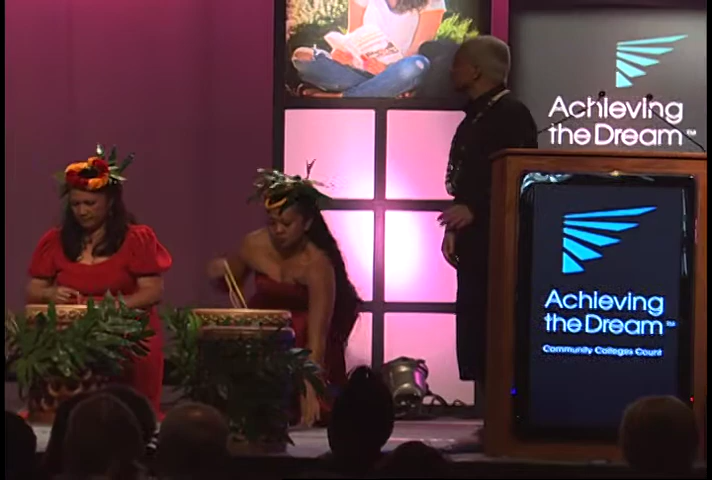 Achieving
the Dream™
Achieving
the Dream™
Community Colleges Count